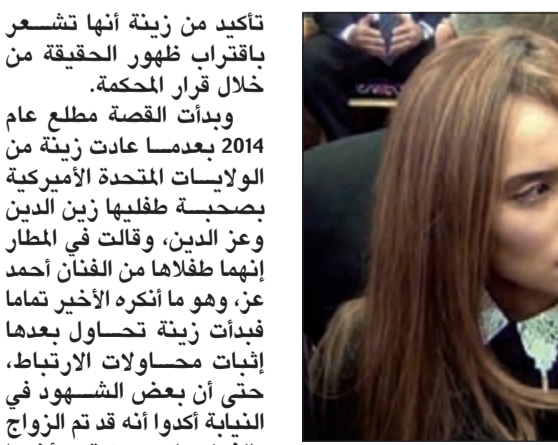 تأكيد من زينة أنها تشعر
باقتراب ظهور الحقيقة من
خلال قرار المحكمة.
وبدأت القصة مطلع عام
2014 بعدما عادت زينة من
الولايات المتحدة الأميركية
بصحبة طفليها زين الدين
وعز الدين، وقالت في المطار
إنهما طفلاها من الفنان أحمد
عز، وهو ما أنكره الأخير تماما
فبدأت زينة تحاول بعدها
إثبات محاولات الارتباط،
حتى أن بعض الشهود في
النيابة أكدوا أنه قد تم الزواج